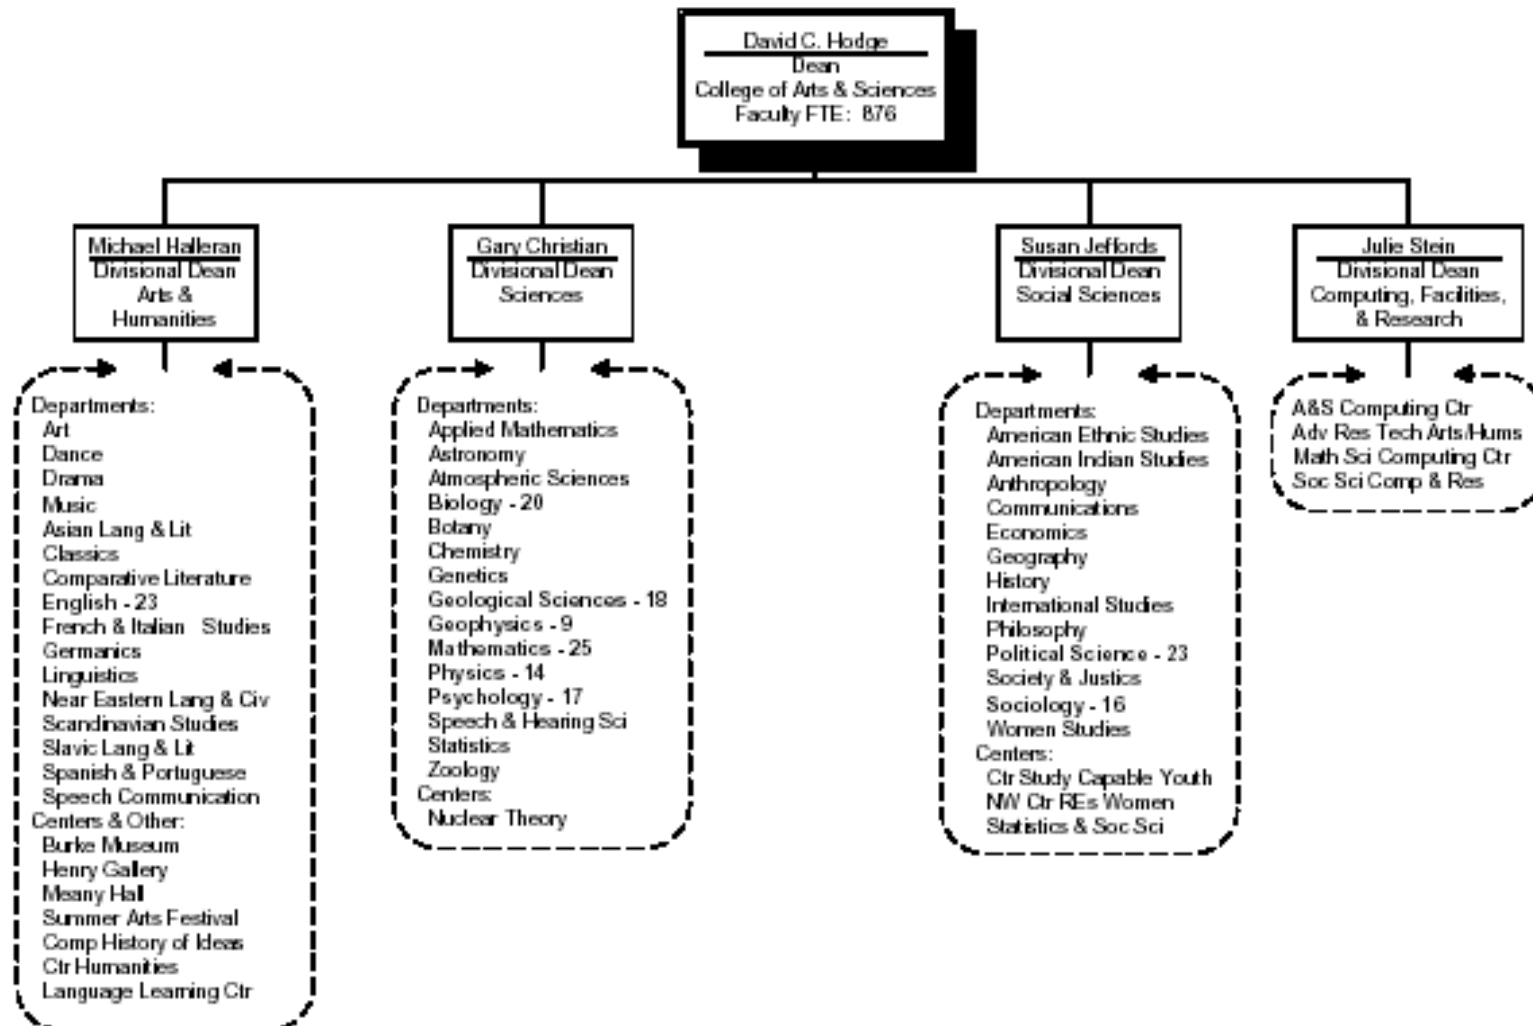 David C. Hodge
Dean
College of Arts & Sciences
Faculty FTE: 876
Michael Halleran
Divisional Dean
Arts &
Humanities
Gary Christian
Divisional Dean
Sciences
Susan Jeffords
Divisional Dean
Social Sciences
Julie Stein
Divisional Dean
Computing, Facilities,
& Research
Departments:
Art
Dance
Drama
Music
Asian Lang & Lit
Classics
Comparative Literature
English - 23
French & Italian Studies
Germanics
Linguistics
Near Eastern Lang & Civ
Scandinavian Studies
Slavic Lang & Lit
Spanish & Portuguese
Speech Communication
Centers & Other:
Burke Museum
Henry Gallery
Meany Hall
Summer Arts Festival
Comp History of Ideas
Ctr Humanities
Language Learning Ctr
Departments:
Applied Mathematics
Astronomy
Atmospheric Sciences
Biology - 20
Botany
Chemistry
Genetics
Geological Sciences - 18
Geophysics - 9
Mathematics - 25
Physics - 14
Psychology - 17
Speech & Hearing Sci
Statistics
Zoology
Centers:
Nuclear Theory
Departments:
American Ethnic Studies
American Indian Studies
Anthropology
Communications
Economics
Geography
History
International Studies
Philosophy
Political Science - 23
Society & Justics
Sociology - 16
Women Studies
Centers:
Ctr Study Capable Youth
NW Ctr REs Women
Statistics & Soc Sci
A&S Computing Ctr
Adv Res Tech Arts/Hums
Math Sci Computing Ctr
Soc Sci Comp & Res